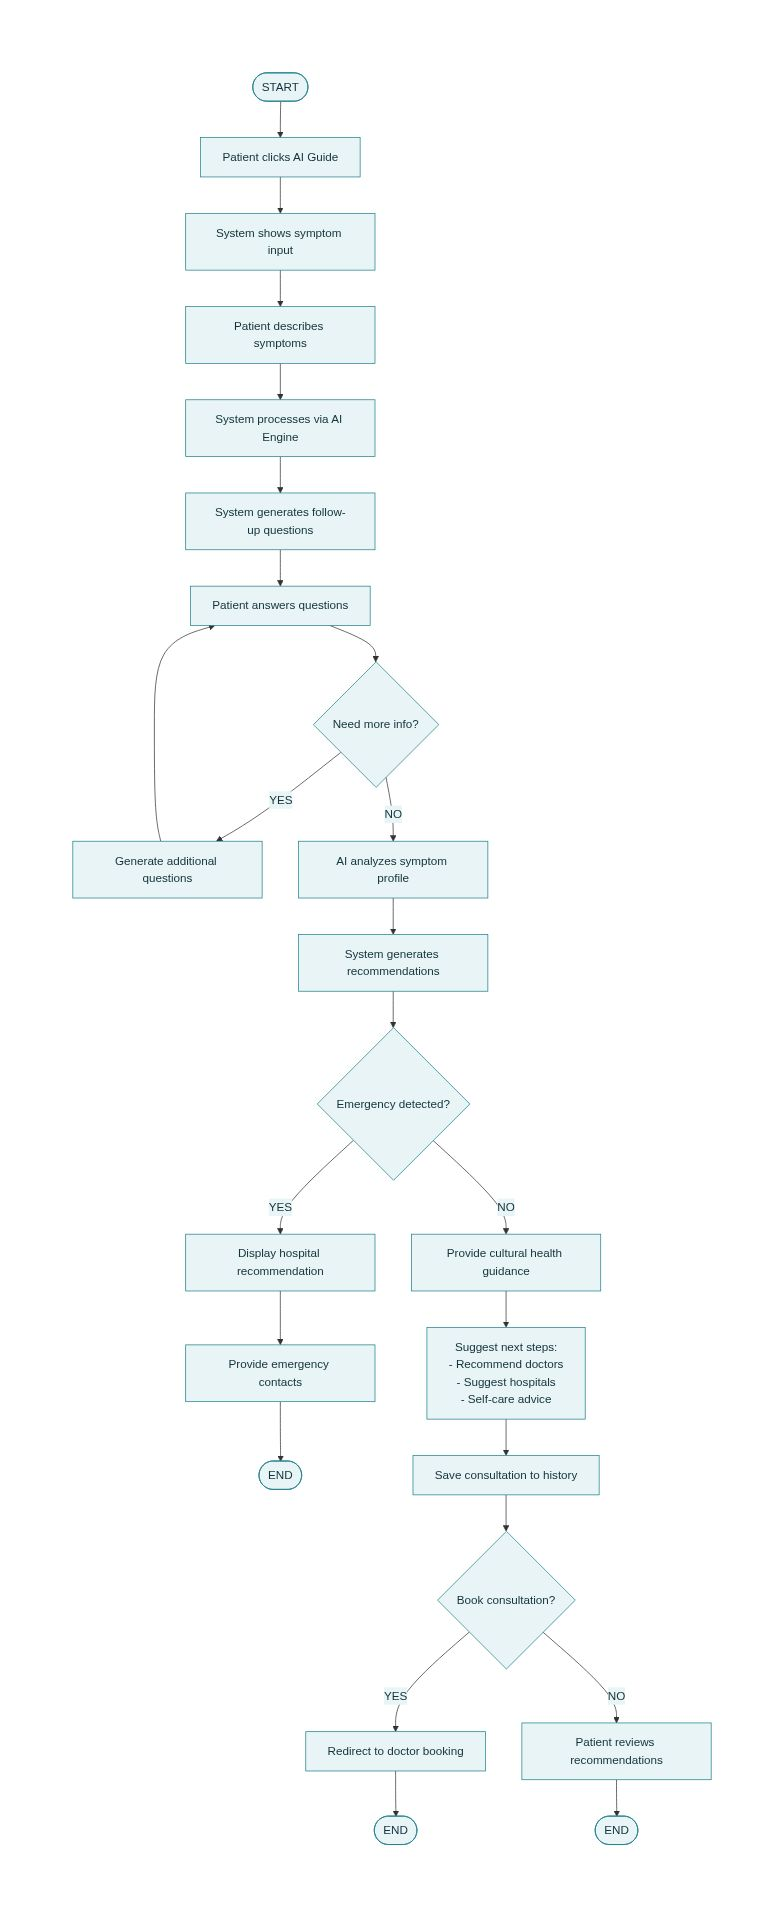 START
Patient clicks AI Guide
System shows symptom
input
Patient describes
symptoms
System processes via AI
Engine
System generates follow-
up questions
Patient answers questions
Need more info?
YES
NO
Generate additional
questions
AI analyzes symptom
profile
System generates
recommendations
Emergency detected?
YES
NO
Display hospital
recommendation
Provide cultural health
guidance
Provide emergency
contacts
Suggest next steps:
- Recommend doctors
- Suggest hospitals
- Self-care advice
END
Save consultation to history
Book consultation?
YES
NO
Redirect to doctor booking
Patient reviews
recommendations
END
END